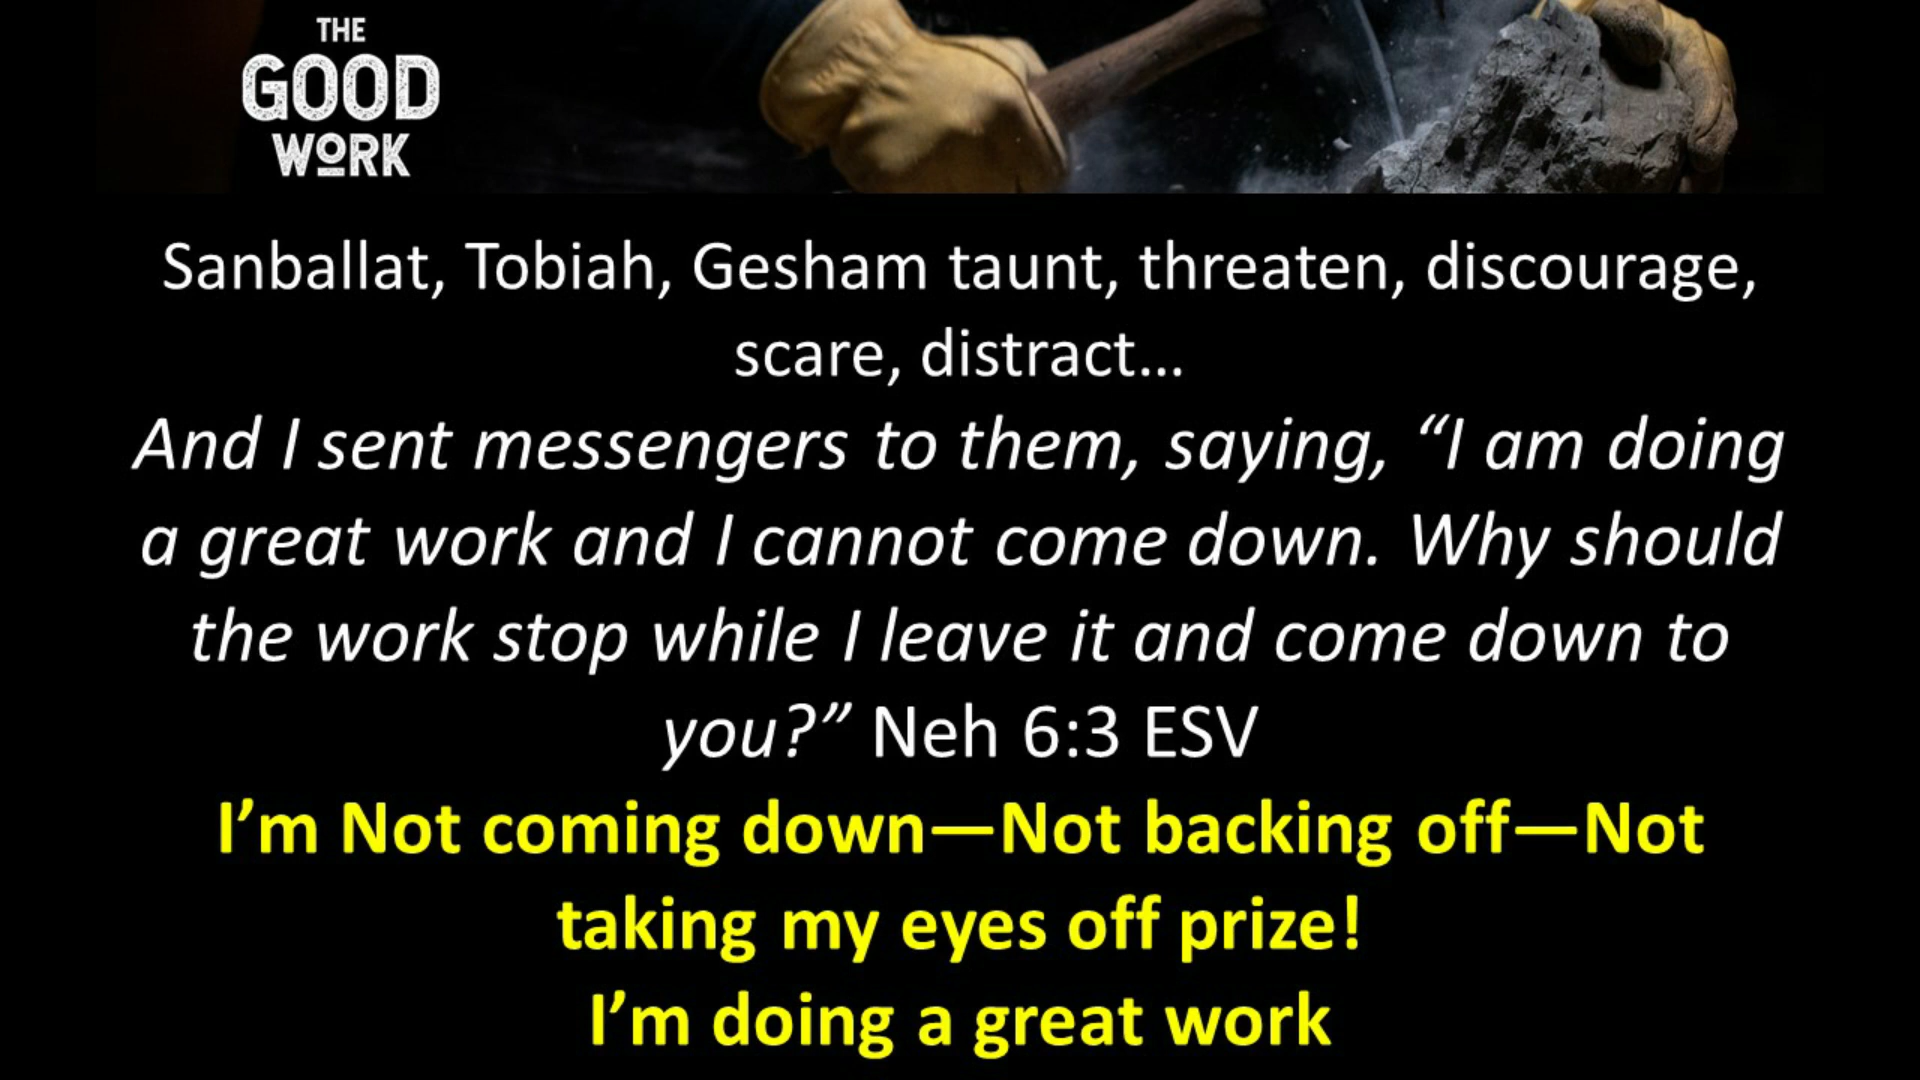 THE
GOOD
WORK
Sanballat, Tobiah, Gesham taunt, threaten, discourage,
scare, distract…
And I sent messengers to them, saying, “I am doing
a great work and I cannot come down. Why should
the work stop while I leave it and come down to
you?” Neh 6:3 ESV
I’m Not coming down—Not backing off—Not
taking my eyes off prize!
I’m doing a great work